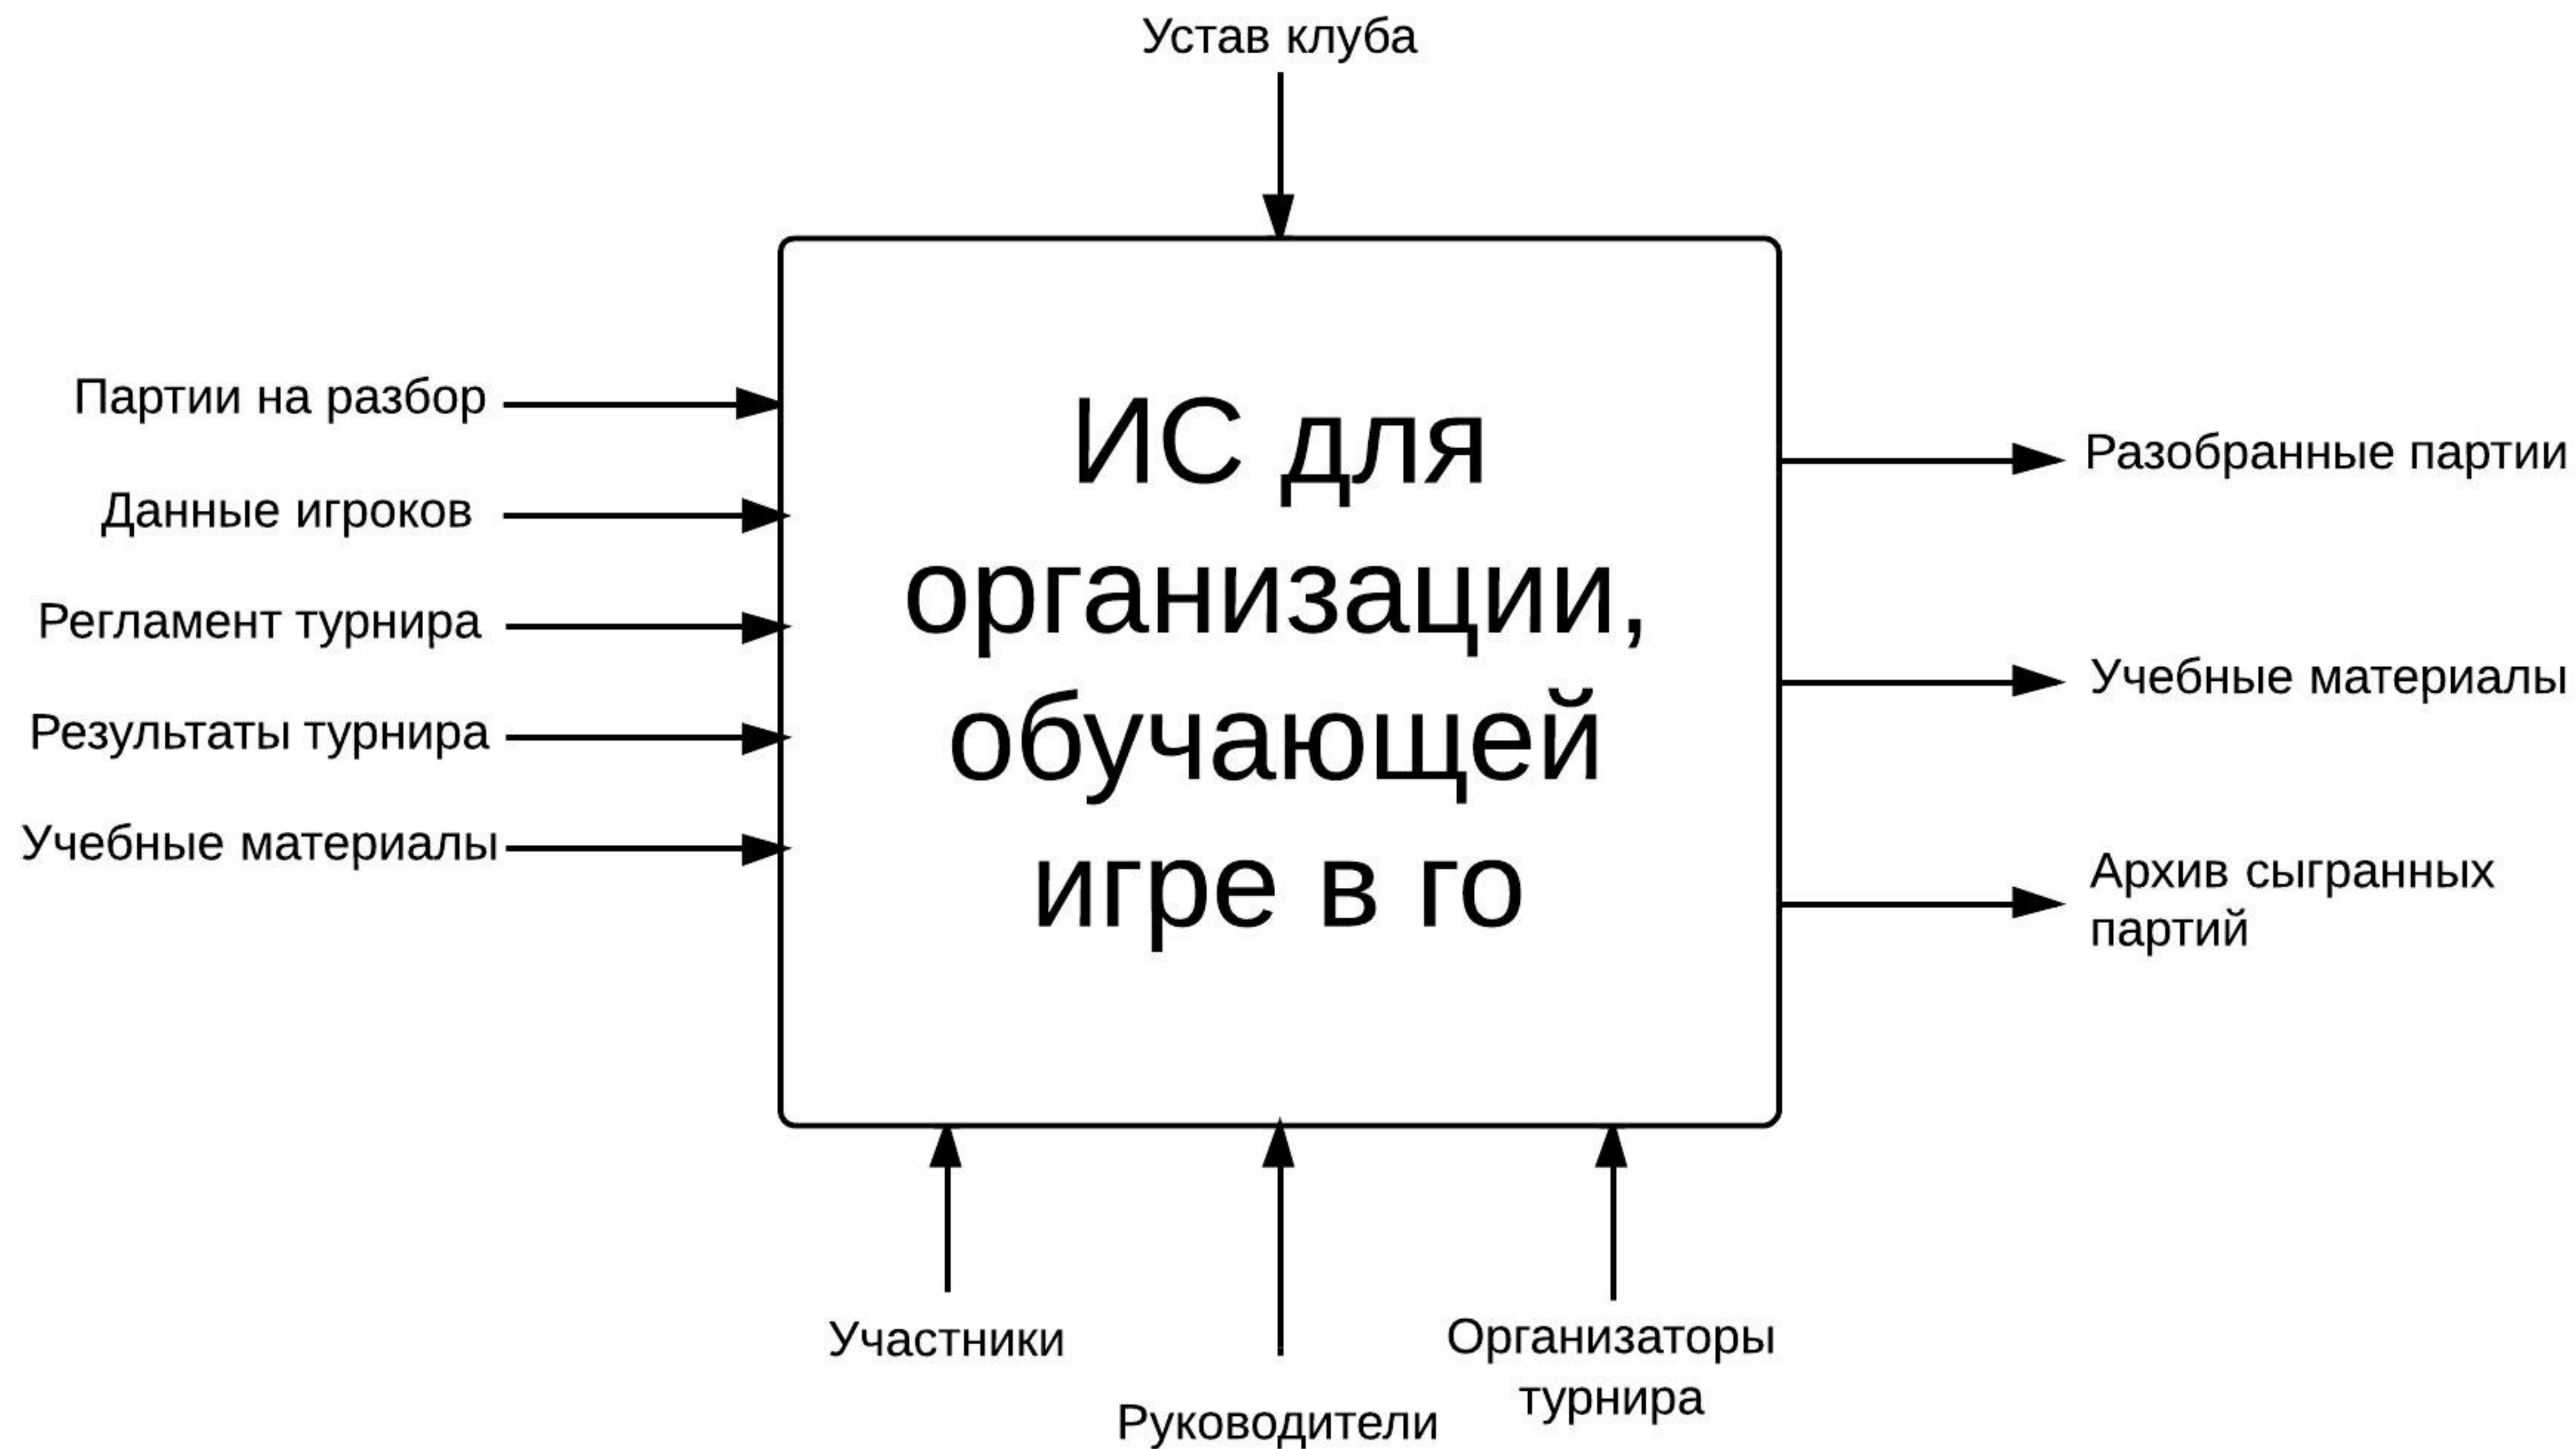 Устав клуба
Партии на разбор
Данные игроков
Регламент турнира
Результаты турнира
Учебные материалы
ИС для
организации,
обучающей
игре в го
Разобранные партии
Учебные материалы
Архив сыгранных
партий
Участники
Руководители
Организаторы
турнира